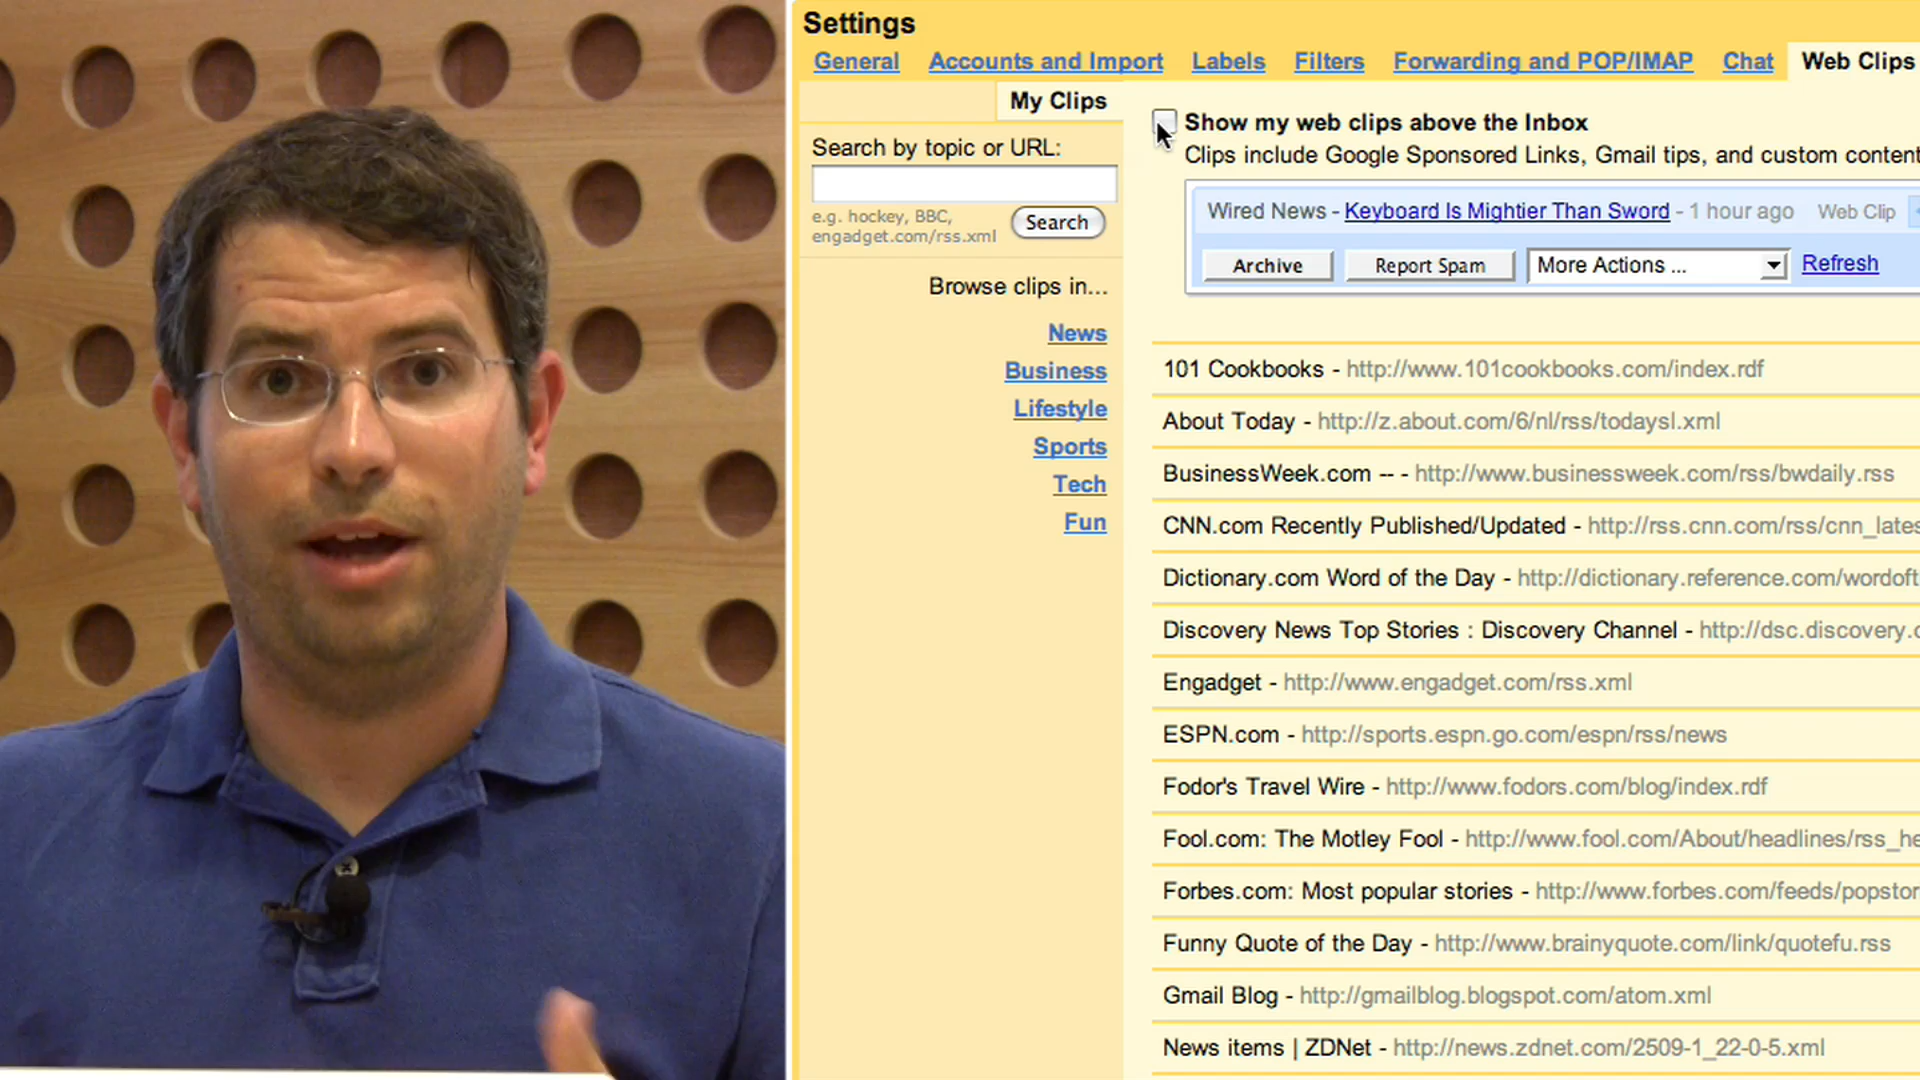 Settings
General Accounts and Import Labels Filters Forwarding and POP/IMAP Chat Web Clips
My Clips
Search by topic or URL:
e.g. hockey, BBC,
engadget.com/rss.xml
Search
Browse clips in...
News
Business
Lifestyle
Sports
Tech
Fun
Show my web clips above the Inbox
Clips include Google Sponsored Links, Gmail tips, and custom content
Wired News - Keyboard Is Mightier Than Sword - 1 hour ago Web Clip
Archive Report Spam More Actions ... Refresh
101 Cookbooks - http://www.101cookbooks.com/index.rdf
About Today - http://z.about.com/6/nl/rss/todaysl.xml
BusinessWeek.com -- - http://www.businessweek.com/rss/bwdaily.rss
CNN.com Recently Published/Updated - http://rss.cnn.com/rss/cnn_lates
Dictionary.com Word of the Day - http://dictionary.reference.com/wordoft
Discovery News Top Stories : Discovery Channel - http://dsc.discovery.c
Engadget - http://www.engadget.com/rss.xml
ESPN.com - http://sports.espn.go.com/espn/rss/news
Fodor's Travel Wire - http://www.fodors.com/blog/index.rdf
Fool.com: The Motley Fool - http://www.fool.com/About/headlines/rss_he
Forbes.com: Most popular stories - http://www.forbes.com/feeds/popstor
Funny Quote of the Day - http://www.brainyquote.com/link/quotefu.rss
Gmail Blog - http://gmailblog.blogspot.com/atom.xml
News items | ZDNet - http://news.zdnet.com/2509-1_22-0-5.xml